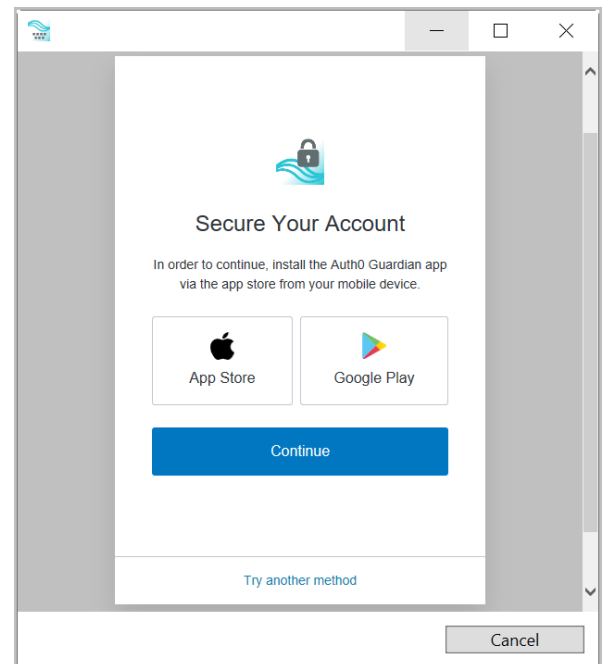 Secure Your Account
In order to continue, install the Auth0 Guardian app
via the app store from your mobile device.
App Store
Google Play
Continue
Try another method
Cancel